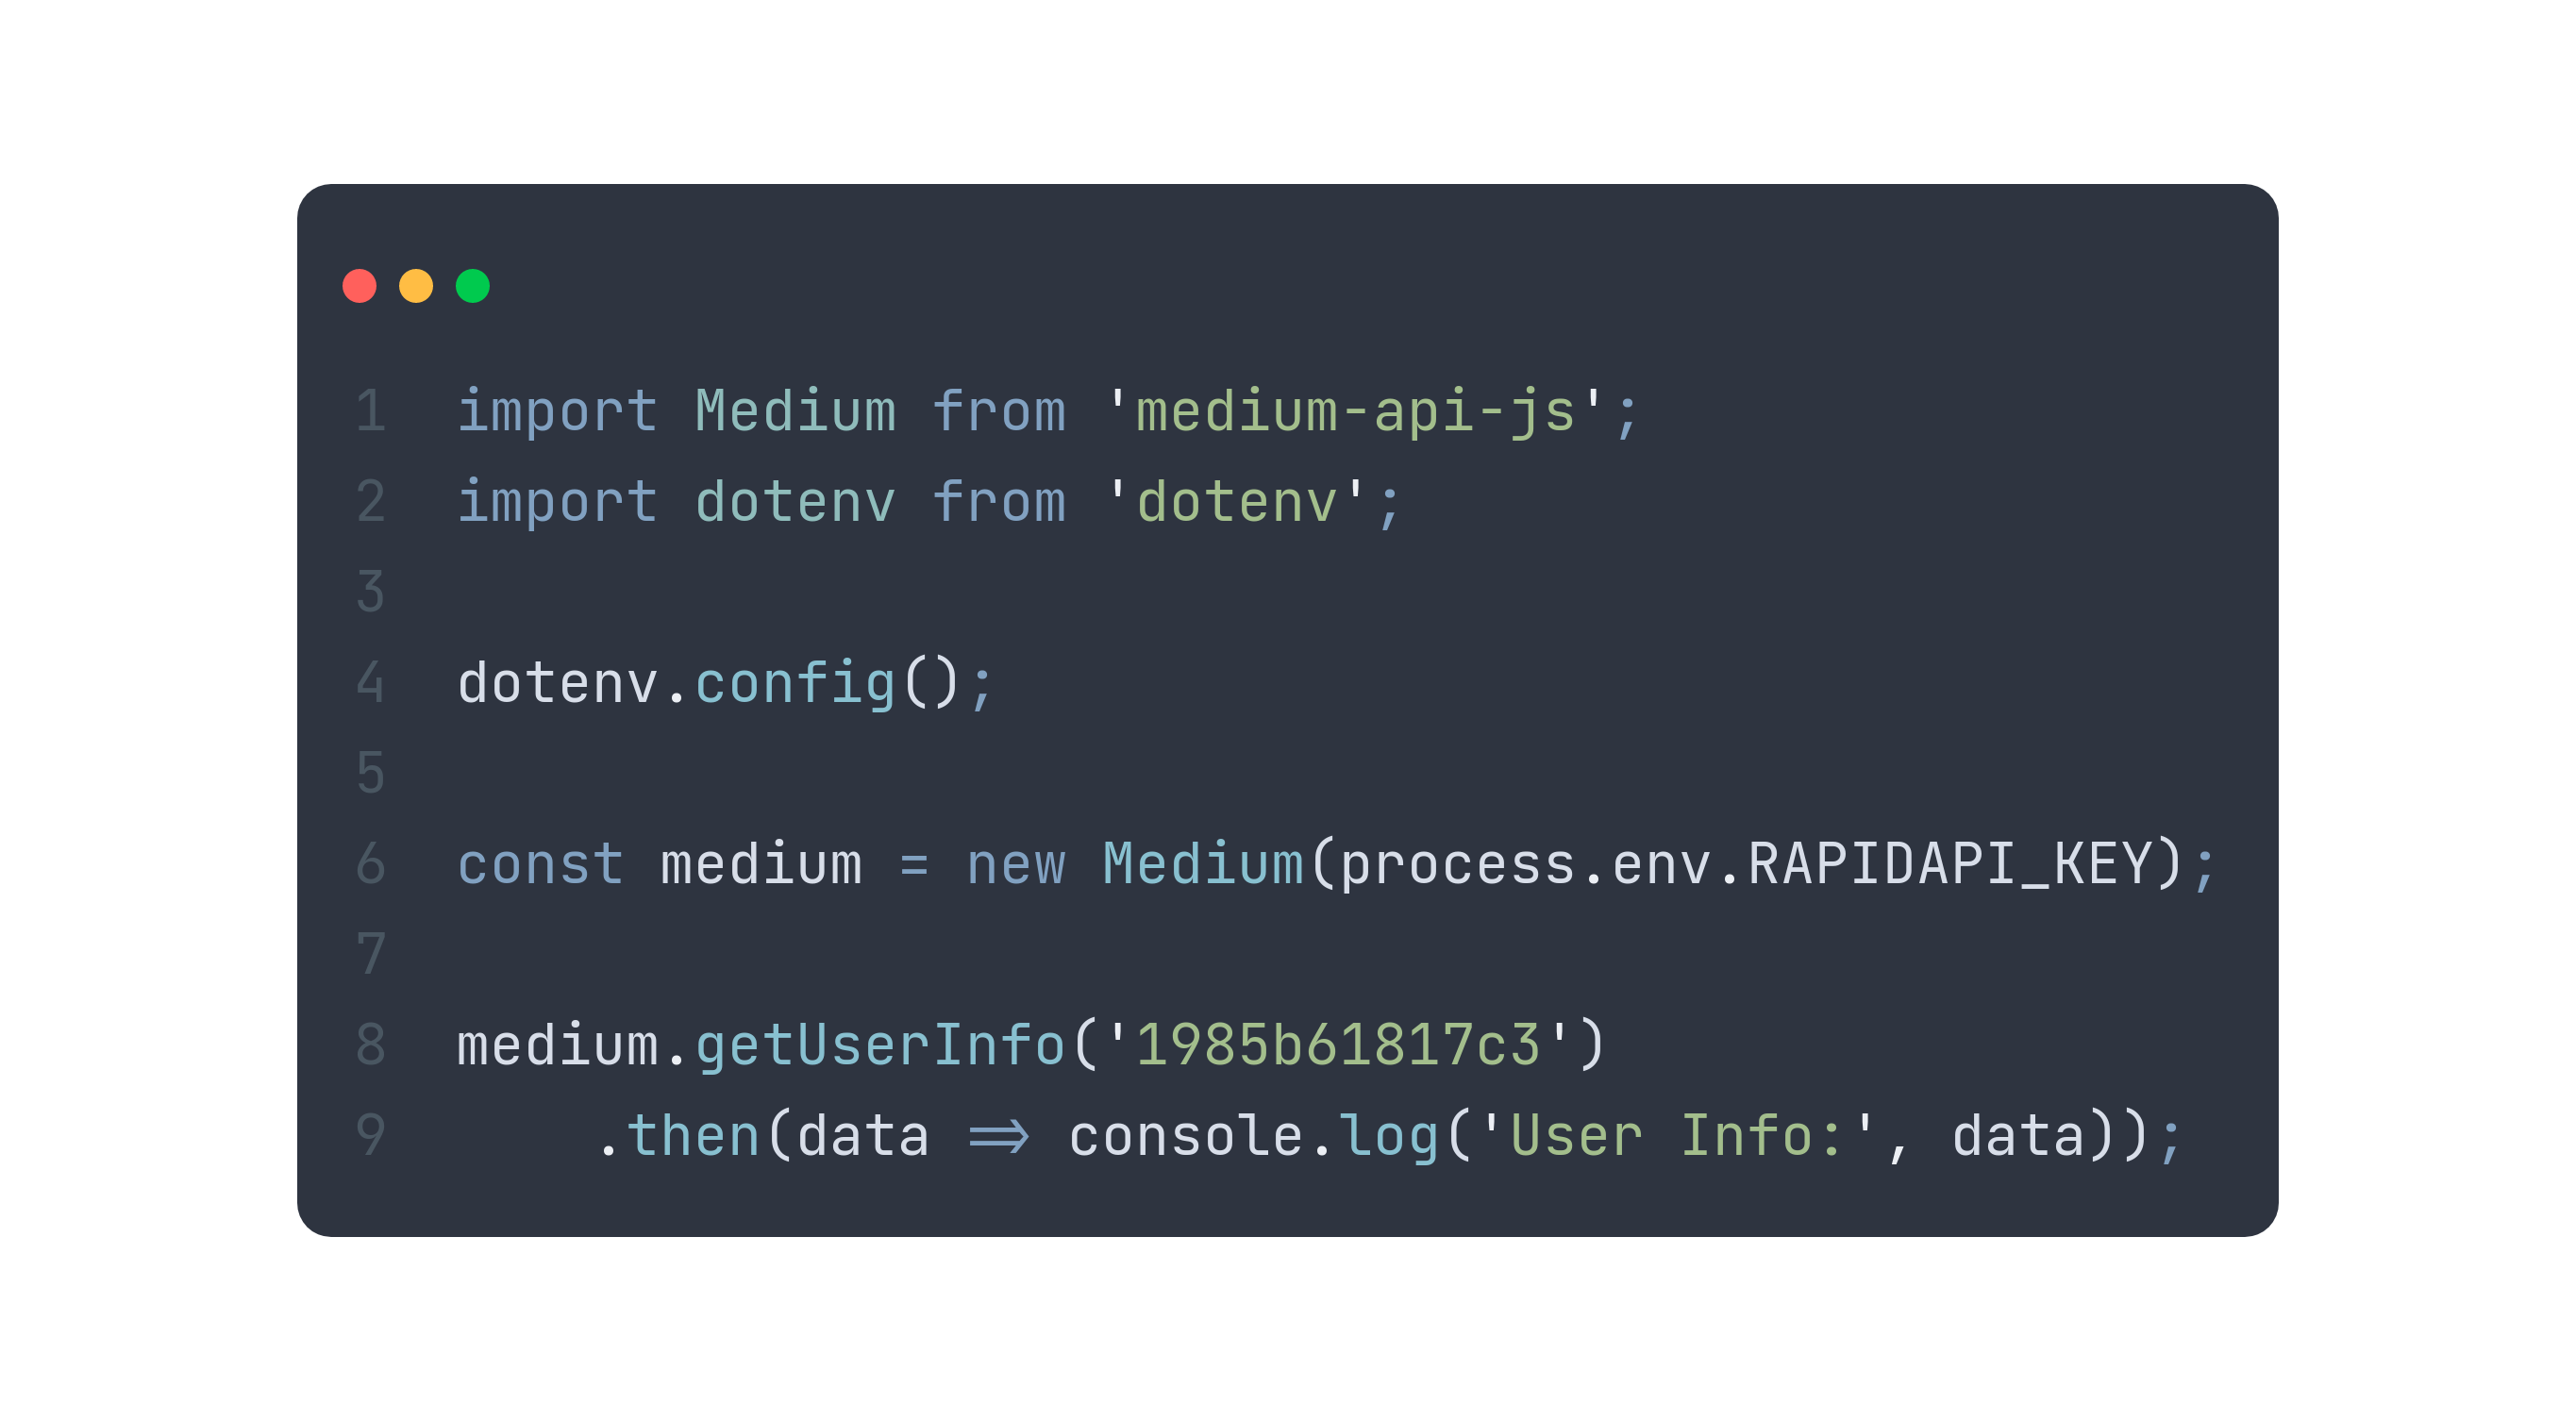 1 import Medium from 'medium-api-js';
2 import dotenv from 'dotenv';
3
4 dotenv.config();
5
6 const medium = new Medium(process.env.RAPIDAPI_KEY);
7
8 medium.getUserInfo('1985b61817c3')
9     .then(data => console.log('User Info:', data));